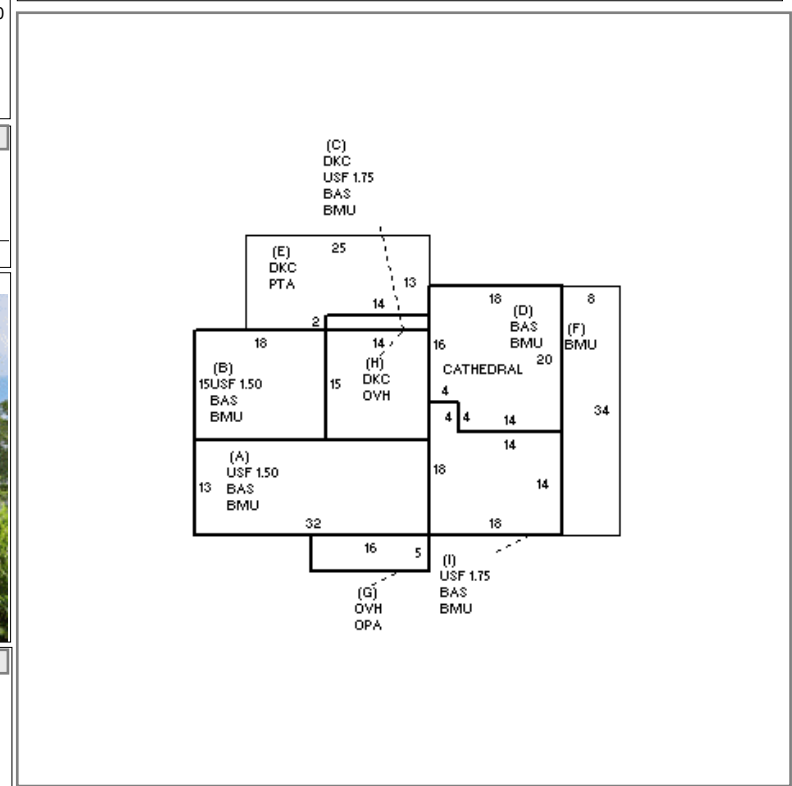 (C)
DKC
USF 1.75
BAS
BMU
(E)
DKC
PTA
25
13
14
2
18
14
(B)
15USF 1.50
BAS
BMU
15
(H)
DKC
OVH
18
(D)
BAS
BMU
20
16
CATHEDRAL
4
4
4
14
8
(F)
BMU
34
(A)
USF 1.50
BAS
BMU
13
32
14
18
14
18
16
5
(G)
OVH
OPA
(I)
USF 1.75
BAS
BMU